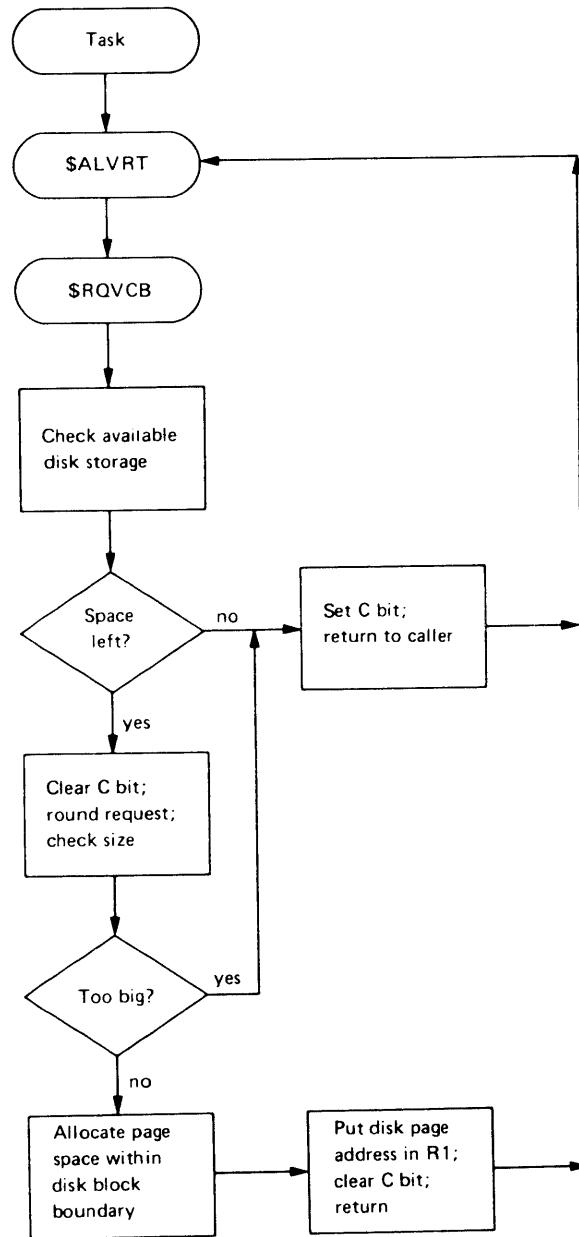 Task
$ALVRT
$RQVCB
Check available
disk storage
Space
left?
no
Set C bit;
return to caller
yes
Clear C bit;
round request;
check size
Too big?
yes
no
Allocate page
space within
disk block
boundary
Put disk page
address in R1;
clear C bit;
return